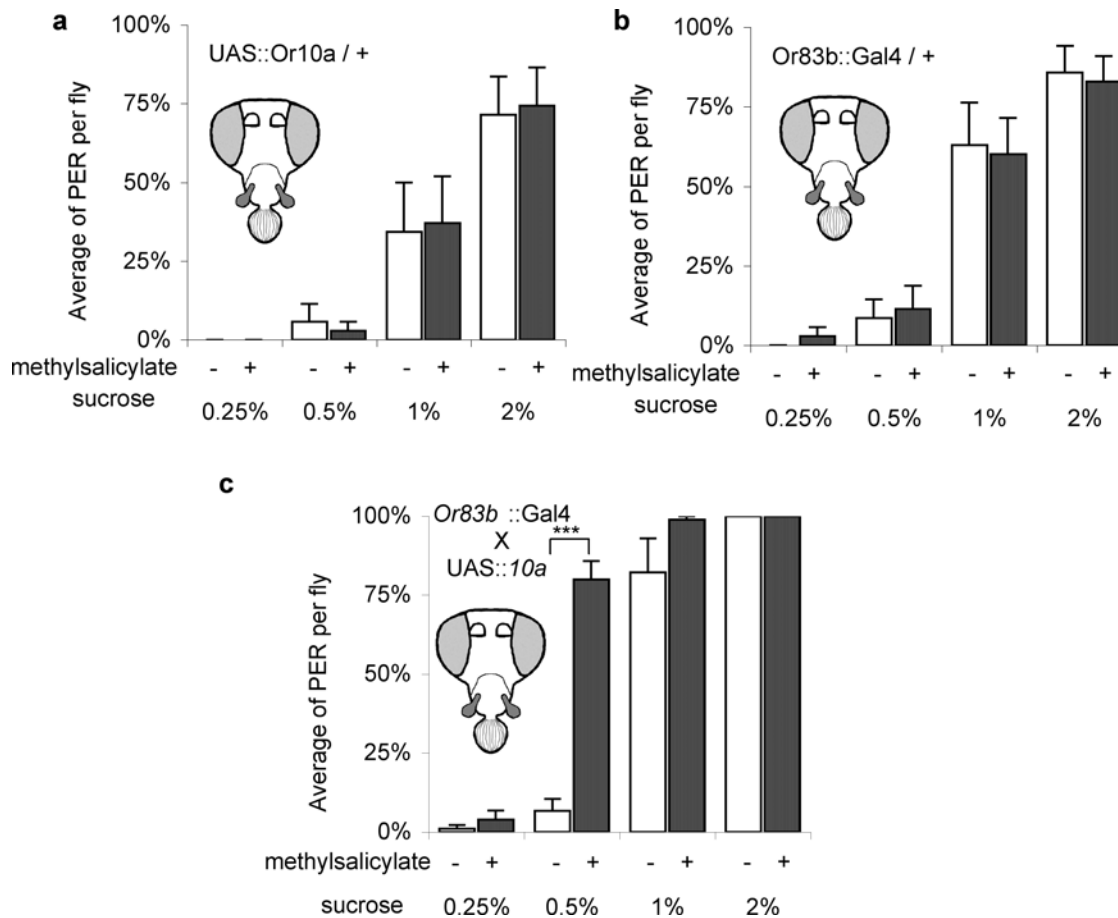 a
UAS::Or10a / +
Average of PER per fly
100%
75%
50%
25%
0%
methylsalicylate - + - + - + - +
sucrose
0.25% 0.5% 1% 2%
b
Or83b::Gal4 / +
Average of PER per fly
100%
75%
50%
25%
0%
methylsalicylate - + - + - + - +
sucrose
0.25% 0.5% 1% 2%
c
Or83b ::Gal4
X
UAS::10a
***
Average of PER per fly
100%
75%
50%
25%
0%
methylsalicylate - + - + - + - +
sucrose 0.25% 0.5% 1% 2%